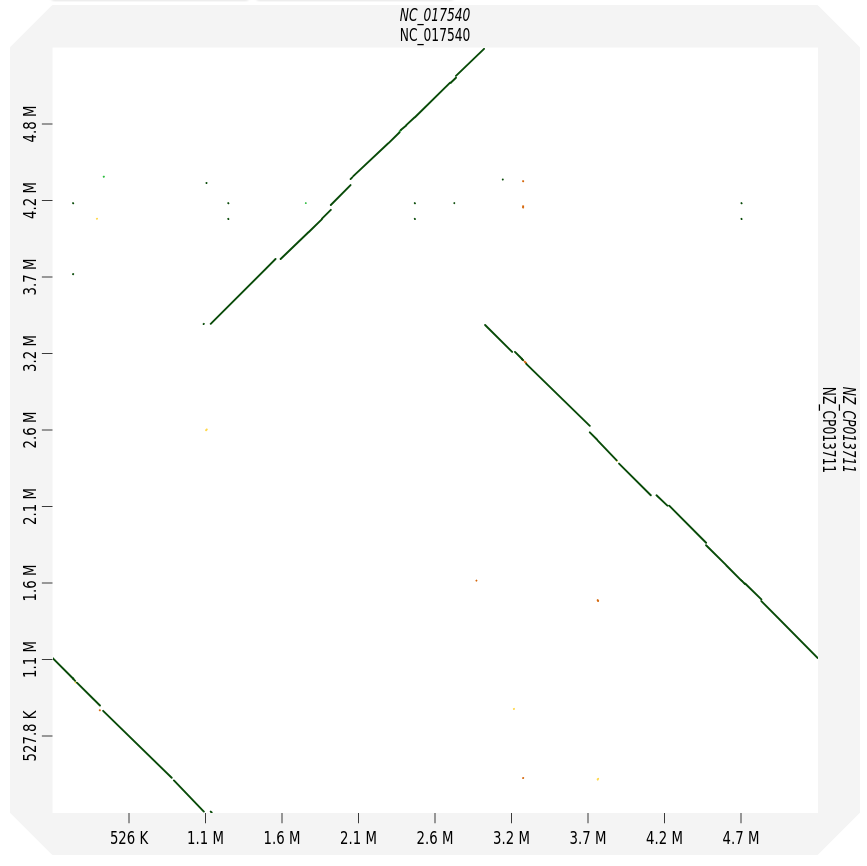 NC_017540
NC_017540
4.8 M
4.2 M
3.7 M
3.2 M
2.6 M
2.1 M
1.6 M
1.1 M
527.8 K
NZ_CP013711
NZ_CP013711
526 K
1.1 M
1.6 M
2.1 M
2.6 M
3.2 M
3.7 M
4.2 M
4.7 M